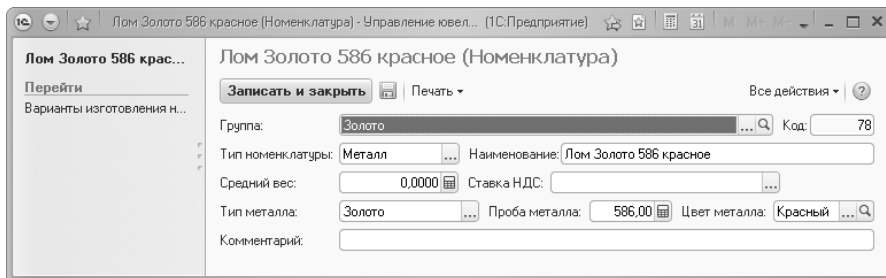 Лом Золото 586 красное (Номенклатура) - Управление ювел... (1С:Предприятие) 31 M M+ M-
Лом Золото 586 крас...
Перейти
Варианты изготовления н...
Лом Золото 586 красное (Номенклатура)
Записать и закрыть Печать Все действия ?
Группа: Золото ... Код: 78
Тип номенклатуры: Металл ... Наименование: Лом Золото 586 красное
Средний вес: 0,0000 Ставка НДС: ...
Тип металла: Золото ... Проба металла: 586,00 Цвет металла: Красный ...
Комментарий: